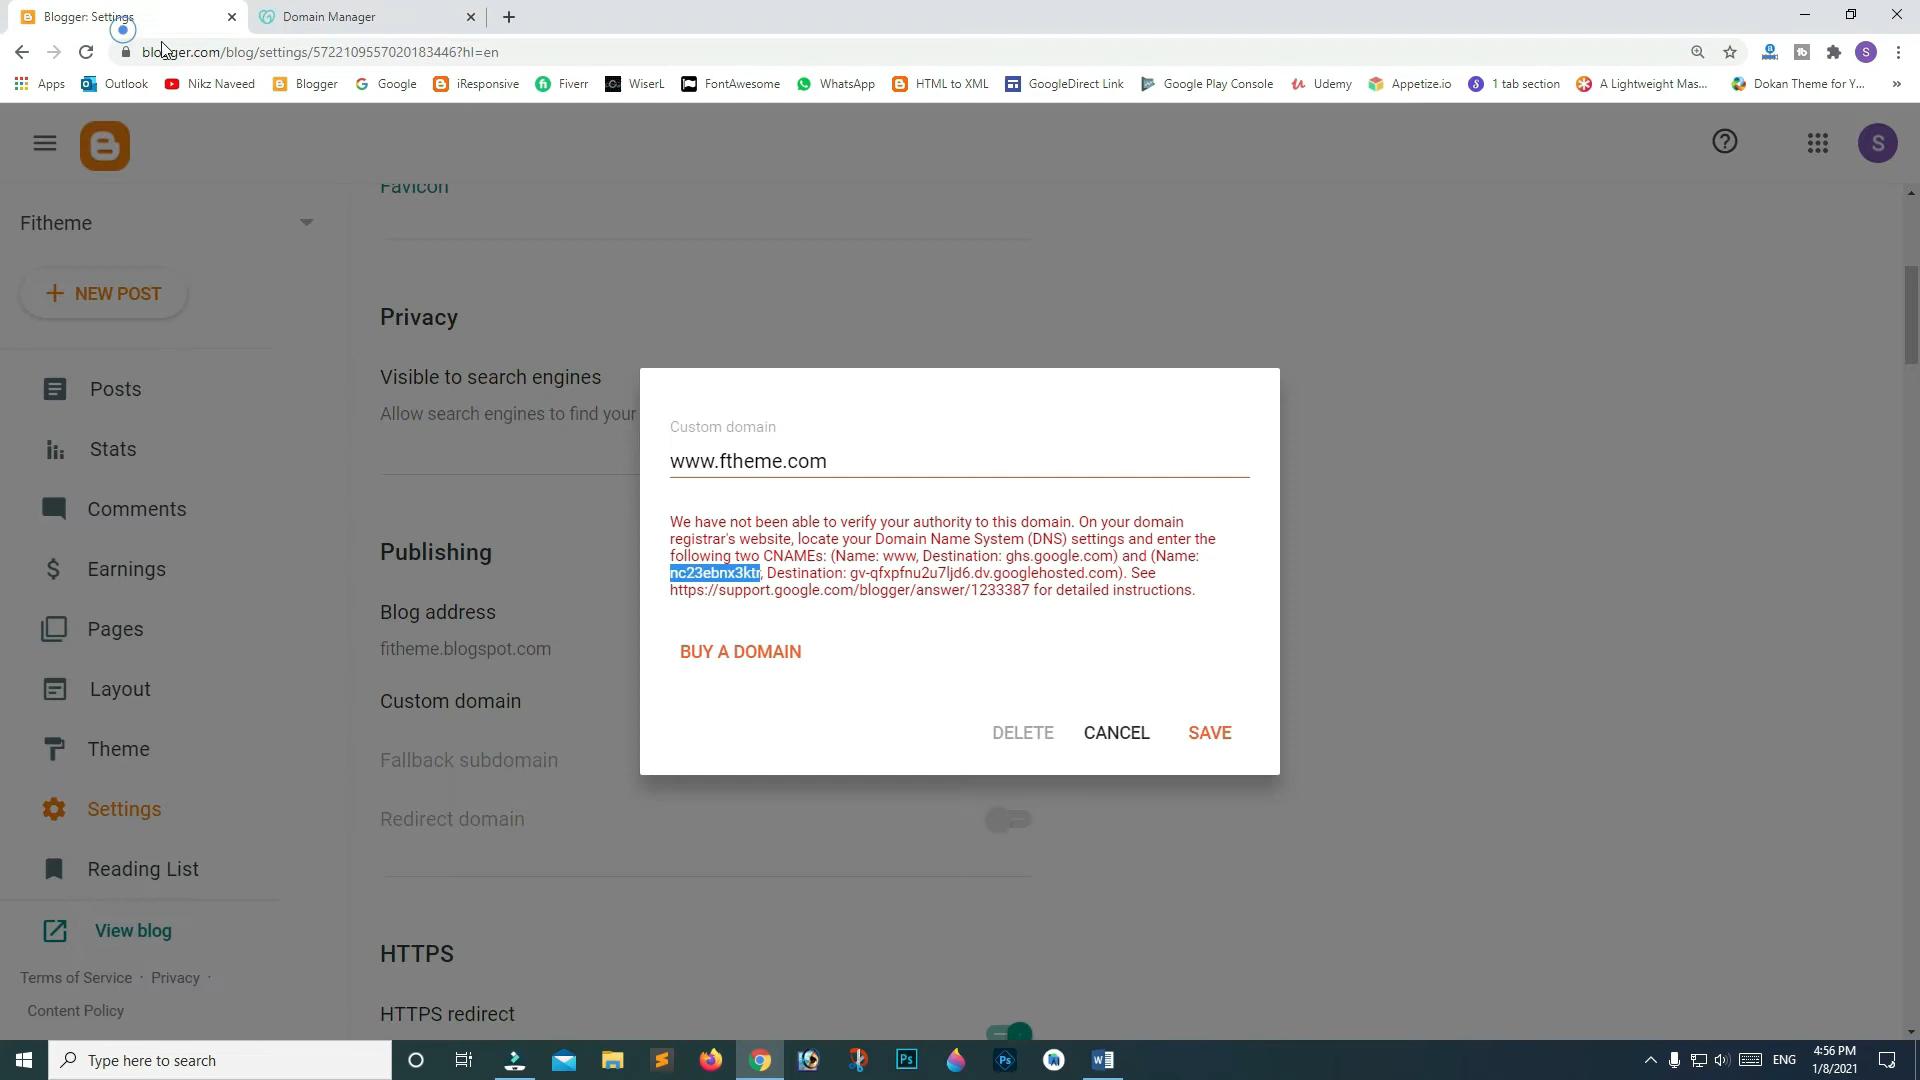 Blogger: Settings
Domain Manager
blogger.com/blog/settings/5722109557020183446?hl=en
Apps
Outlook
Nikz Naveed
Blogger
Google
iResponsive
Fiverr
WiserL
FontAwesome
WhatsApp
HTML to XML
GoogleDirect Link
Google Play Console
Udemy
Appetize.io
1 tab section
A Lightweight Mas...
Dokan Theme for Y...
S
Favicon
Fitheme
NEW POST
Posts
Stats
Comments
Earnings
Pages
Layout
Theme
Settings
Reading List
View blog
Terms of Service · Privacy ·
Content Policy
Privacy
Visible to search engines
Allow search engines to find your
Publishing
Blog address
fitheme.blogspot.com
Custom domain
Fallback subdomain
Redirect domain
HTTPS
HTTPS redirect
Custom domain
www.ftheme.com
We have not been able to verify your authority to this domain. On your domain
registrar's website, locate your Domain Name System (DNS) settings and enter the
following two CNAMEs: (Name: www, Destination: ghs.google.com) and (Name:
nc23ebnx3ktr, Destination: gv-qfxpfnu2u7ljd6.dv.googlehosted.com). See
https://support.google.com/blogger/answer/1233387 for detailed instructions.
BUY A DOMAIN
DELETE
CANCEL
SAVE
Type here to search
ENG
4:56 PM
1/8/2021